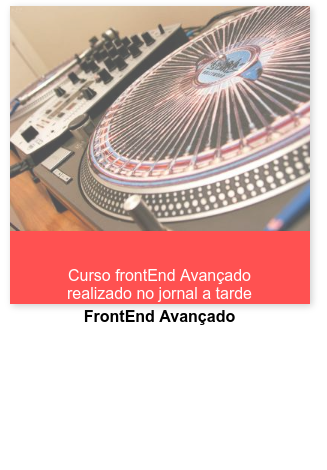 Curso frontEnd Avançado
realizado no jornal a tarde
FrontEnd Avançado